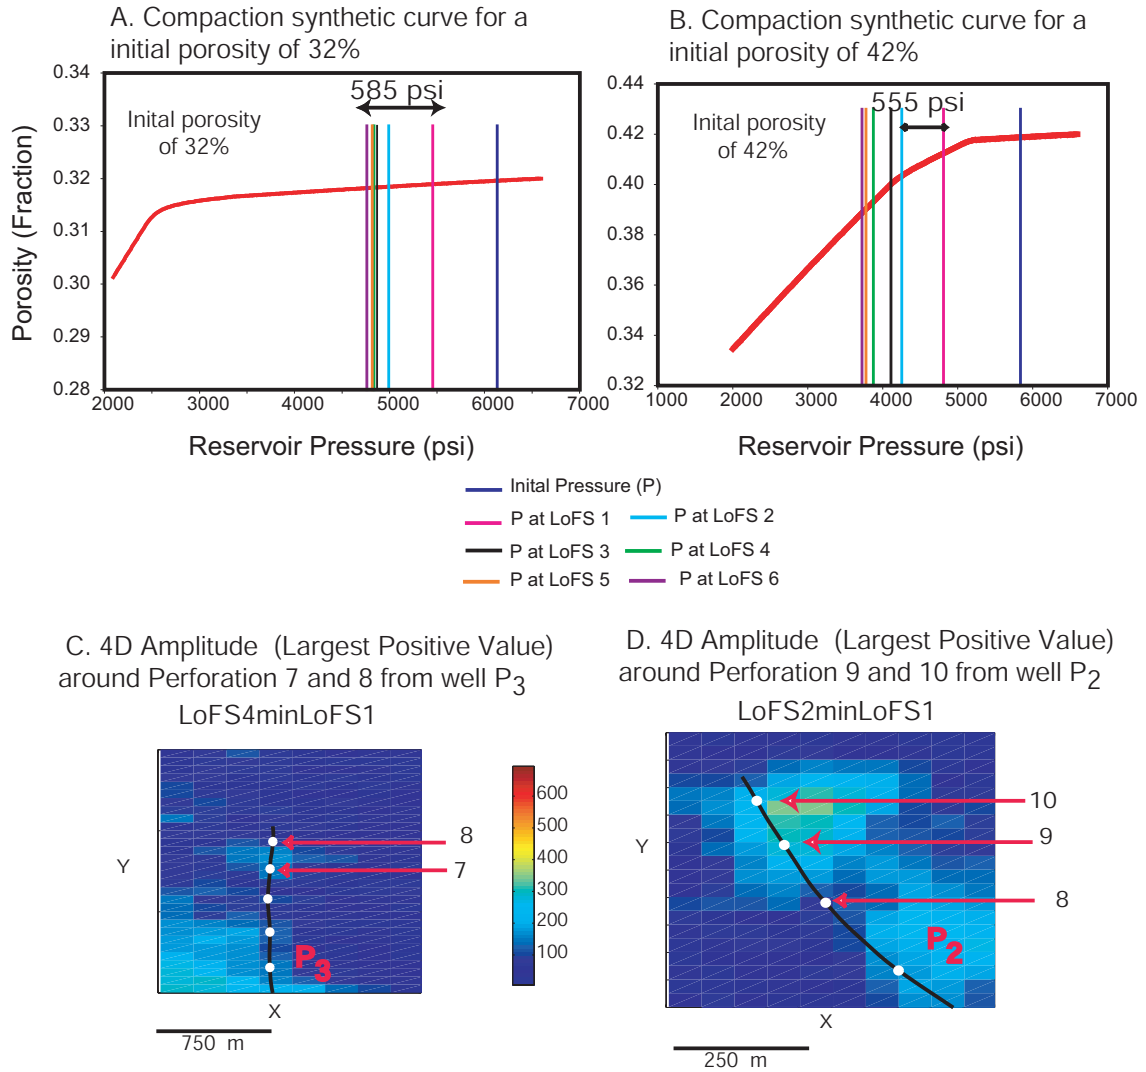 A. Compaction synthetic curve for a
initial porosity of 32%
B. Compaction synthetic curve for a
initial porosity of 42%
0.34
0.33
0.32
0.31
0.30
0.29
0.28
Porosity (Fraction)
585 psi
Inital porosity
of 32%
2000
4000
5000
6000
7000
Reservoir Pressure (psi)
0.44
0.42
0.40
0.38
0.36
0.34
0.32
555 psi
Inital porosity
of 42%
1000
2000
3000
4000
5000
6000
7000
Reservoir Pressure (psi)
Inital Pressure (P)
P at LoFS 1
P at LoFS 2
P at LoFS 3
P at LoFS 4
P at LoFS 5
P at LoFS 6
C. 4D Amplitude (Largest Positive Value)
around Perforation 7 and 8 from well P3
LoFS4minLoFS1
Y
8
7
P3
X
750 m
600
500
400
300
200
100
D. 4D Amplitude (Largest Positive Value)
around Perforation 9 and 10 from well P2
LoFS2minLoFS1
Y
10
9
8
P2
X
250 m